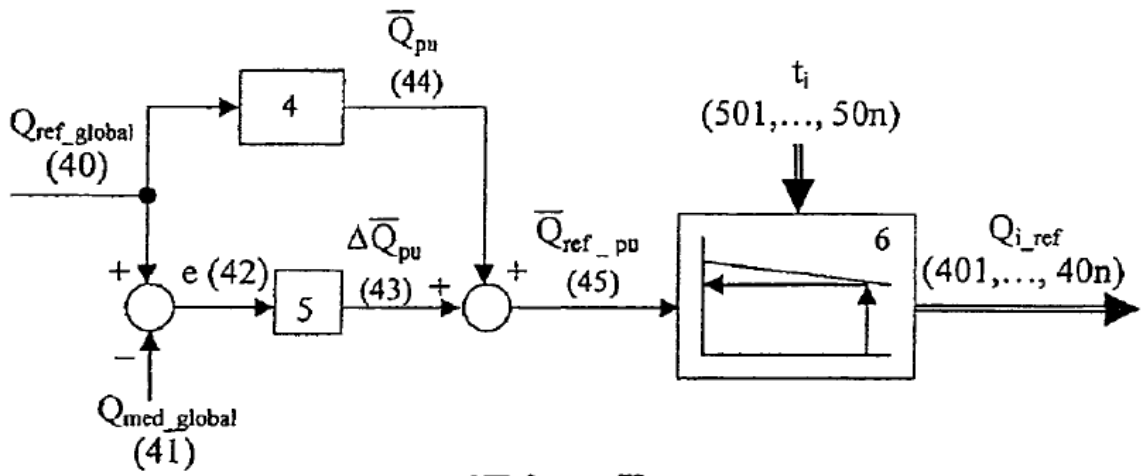 Q̅pu
(44)
4
ti
(501,..., 50n)
Qref_global
(40)
ΔQ̅pu
(43)
Q̅ref_pu
(45)
6
Qi_ref
(401,..., 40n)
+
e (42)
5
+
+
−
Qmed_global
(41)